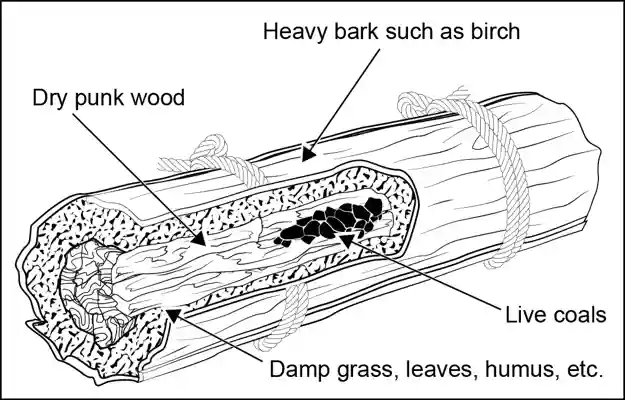 Heavy bark such as birch
Dry punk wood
Live coals
Damp grass, leaves, humus, etc.